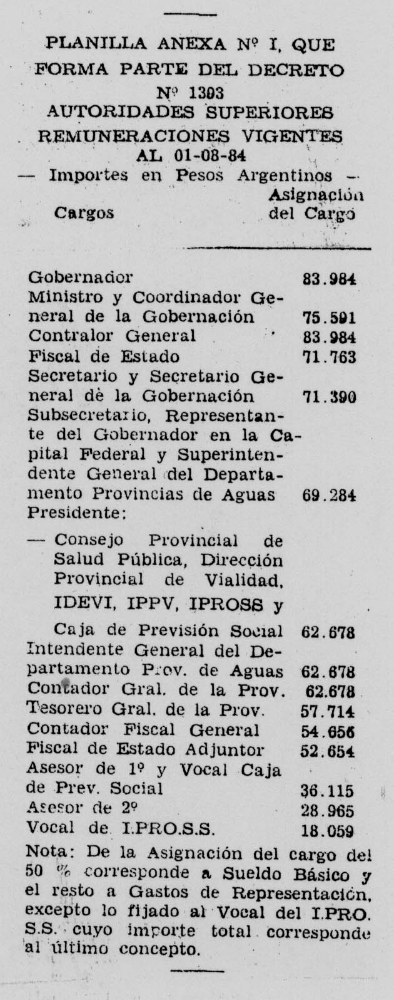 PLANILLA ANEXA Nº I, QUE
FORMA PARTE DEL DECRETO
Nº 1393
AUTORIDADES SUPERIORES
REMUNERACIONES VIGENTES
AL 01-08-84
— Importes en Pesos Argentinos —
Asignación
Cargos del Cargo
Gobernador 83.984
Ministro y Coordinador Ge-
neral de la Gobernación 75.591
Contralor General 83.984
Fiscal de Estado 71.763
Secretario y Secretario Ge-
neral de la Gobernación 71.390
Subsecretario, Representan-
te del Gobernador en la Ca-
pital Federal y Superinten-
dente General del Departa-
mento Provincias de Aguas 69.284
Presidente:
— Consejo Provincial de
Salud Pública, Dirección
Provincial de Vialidad,
IDEVI, IPPV, IPROSS y
Caja de Previsión Social 62.678
Intendente General del De-
partamento Prov. de Aguas 62.678
Contador Gral. de la Prov. 62.678
Tesorero Gral. de la Prov. 57.714
Contador Fiscal General 54.656
Fiscal de Estado Adjuntor 52.654
Asesor de 1º y Vocal Caja
de Prev. Social 36.115
Asesor de 2º 28.965
Vocal de I.PRO.S.S. 18.059
Nota: De la Asignación del cargo del
50 % corresponde a Sueldo Básico y
el resto a Gastos de Representación,
excepto lo fijado al Vocal del I.PRO.
S.S. cuyo importe total corresponde
al último concepto.